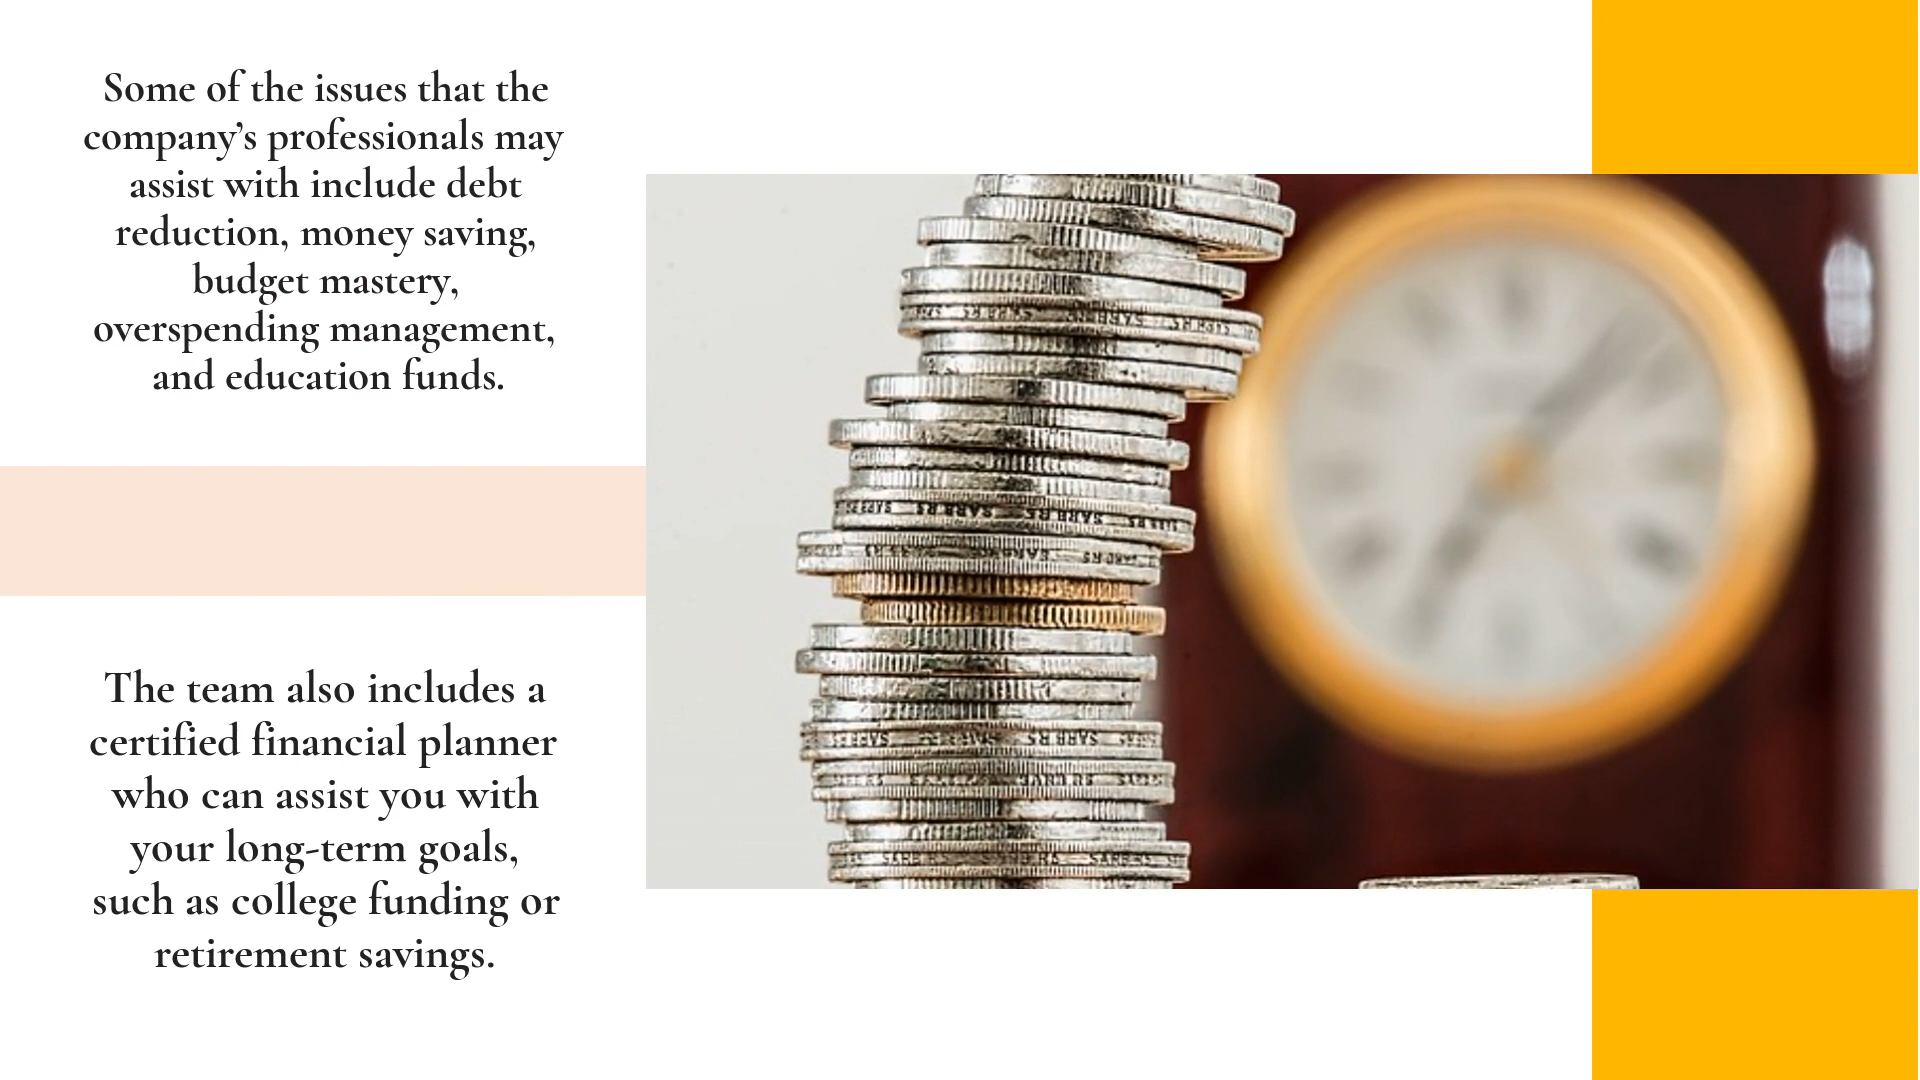 Some of the issues that the
company’s professionals may
assist with include debt
reduction, money saving,
budget mastery,
overspending management,
and education funds.
The team also includes a
certified financial planner
who can assist you with
your long-term goals,
such as college funding or
retirement savings.